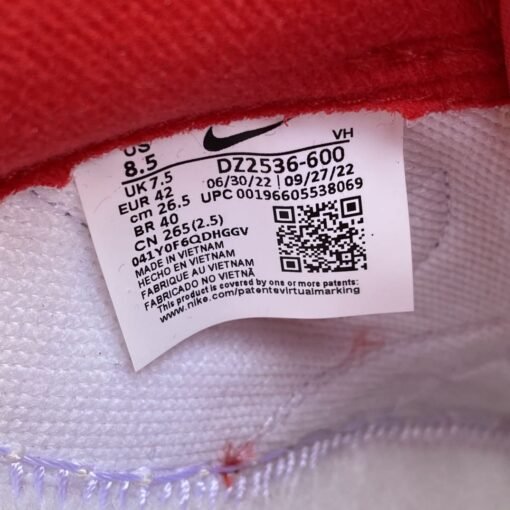 US VH
8.5 DZ2536-600
UK 7.5 06/30/22 09/27/22
EUR 42 UPC 00196605538069
cm 26.5
BR 40
CN 265(2.5)
041Y0F6QDHGGV
MADE IN VIETNAM
HECHO EN VIETNAM
FABRIQUE AU VIETNAM
FABRICADO NO VIETNÃ
This product is covered by one or more patents:
www.nike.com/patentsvirtualmarking